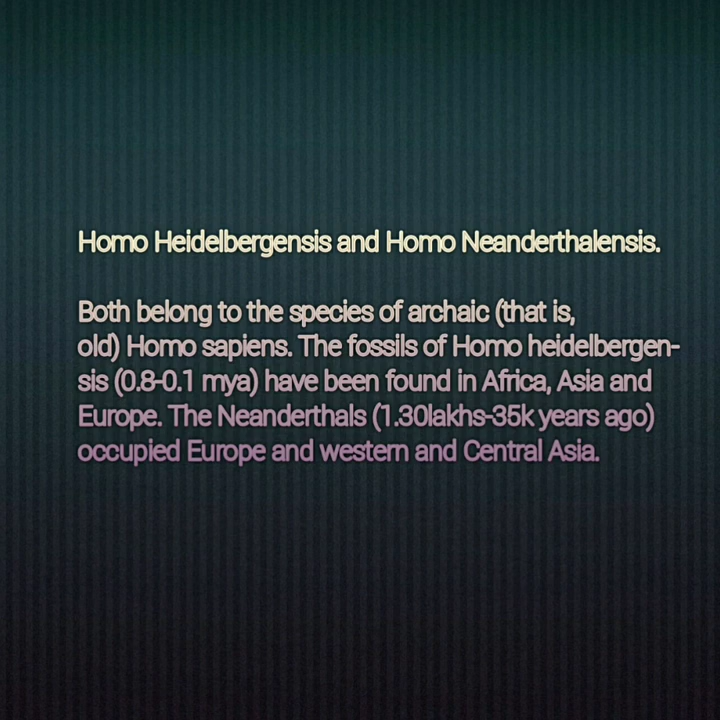 Homo Heidelbergensis and Homo Neanderthalensis.
Both belong to the species of archaic (that is,
old) Homo sapiens. The fossils of Homo heidelbergen-
sis (0.8-0.1 mya) have been found in Africa, Asia and
Europe. The Neanderthals (1.30lakhs-35k years ago)
occupied Europe and western and Central Asia.